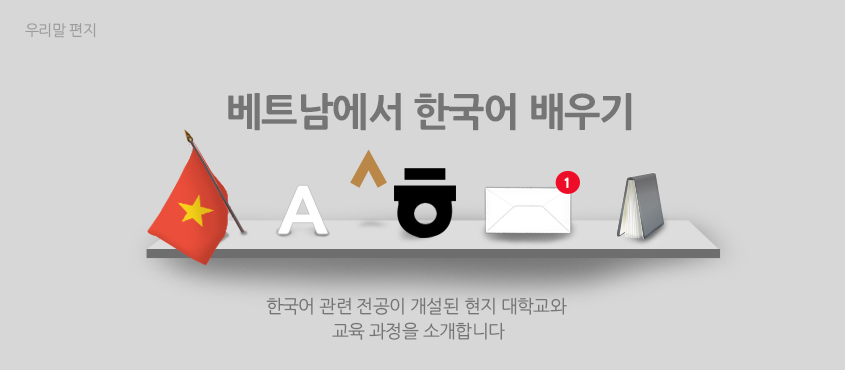 우리말 편지
베트남에서 한국어 배우기
A ㅅ ㅎ 1
한국어 관련 전공이 개설된 현지 대학교와
교육 과정을 소개합니다